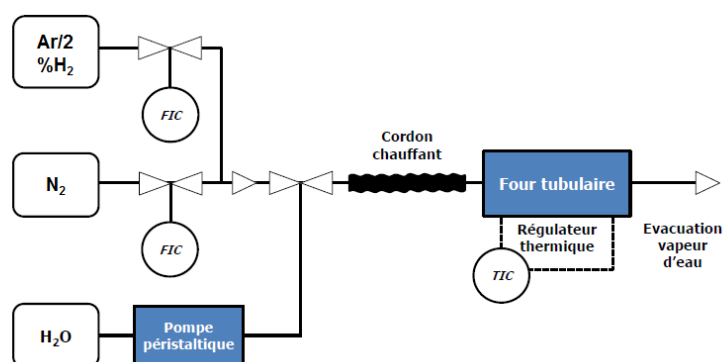 Ar/2
%H₂
FIC
Cordon
chauffant
N₂
Four tubulaire
FIC
Régulateur
thermique
Evacuation
vapeur
d'eau
TIC
H₂O
Pompe
péristaltique